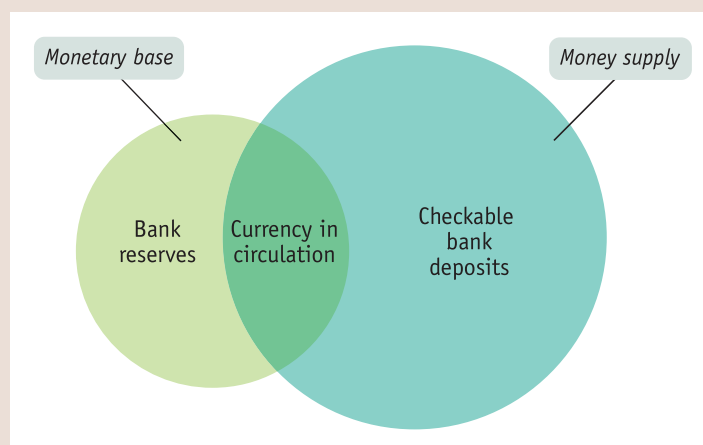 Monetary base
Money supply
Bank
reserves
Currency in
circulation
Checkable
bank
deposits